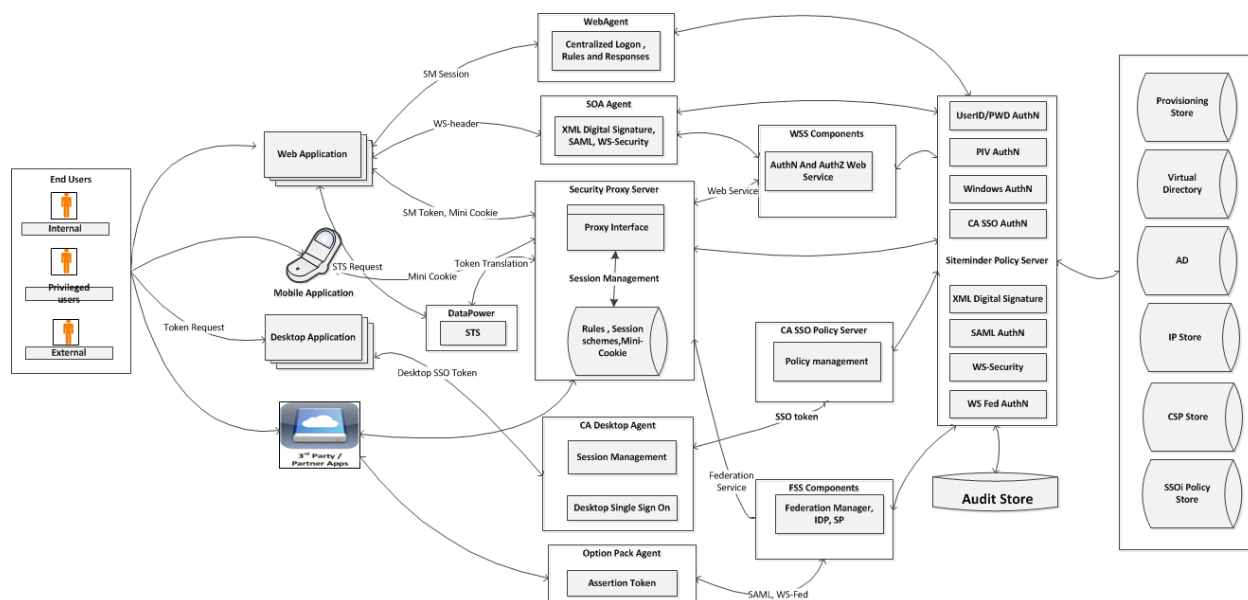 End Users
Internal
Privileged
users
External
Token Request
Web Application
Mobile Application
Desktop Application
3rd Party /
Partner Apps
SM Session
WS-header
SM Token, Mini Cookie
STS Request
Mini Cookie
Token Translation
Desktop SSO Token
DataPower
STS
WebAgent
Centralized Logon ,
Rules and Responses
SOA Agent
XML Digital Signature,
SAML, WS-Security
Security Proxy Server
Proxy Interface
Session Management
Rules , Session
schemes,Mini-
Cookie
CA Desktop Agent
Session Management
Desktop Single Sign On
Option Pack Agent
Assertion Token
WSS Components
AuthN And AuthZ Web
Service
Web Service
CA SSO Policy Server
Policy management
SSO token
Federation
Service
FSS Components
Federation Manager,
IDP, SP
SAML, WS-Fed
UserID/PWD AuthN
PIV AuthN
Windows AuthN
CA SSO AuthN
Siteminder Policy Server
XML Digital Signature
SAML AuthN
WS-Security
WS Fed AuthN
Audit Store
Provisioning
Store
Virtual
Directory
AD
IP Store
CSP Store
SSOi Policy
Store